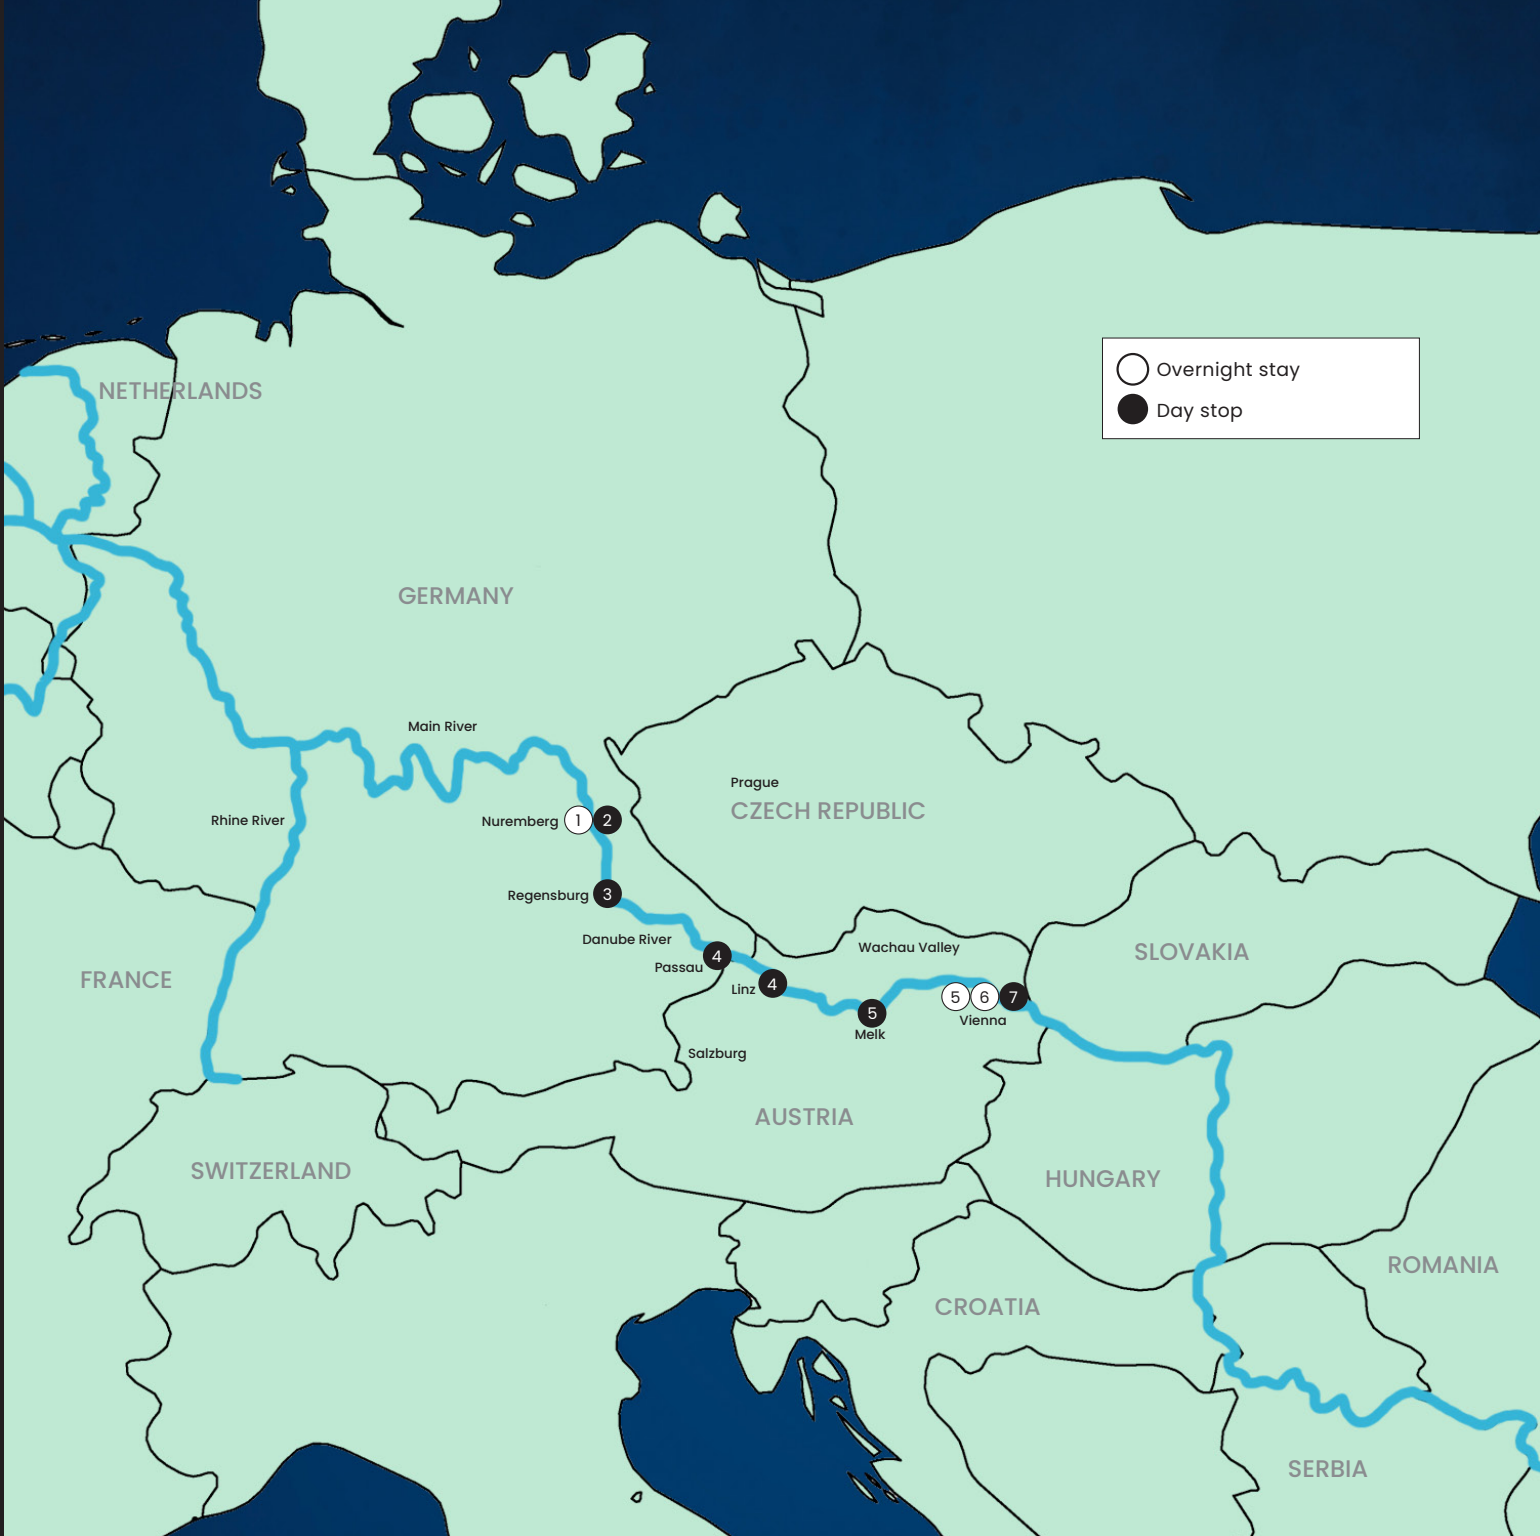 Overnight stay
Day stop
NETHERLANDS
GERMANY
Main River
Prague
CZECH REPUBLIC
Rhine River
Nuremberg 1 2
Regensburg 3
Danube River
Wachau Valley
SLOVAKIA
Passau 4
FRANCE
Linz 4
5 6 7
Vienna
5
Melk
Salzburg
AUSTRIA
SWITZERLAND
HUNGARY
ROMANIA
CROATIA
SERBIA